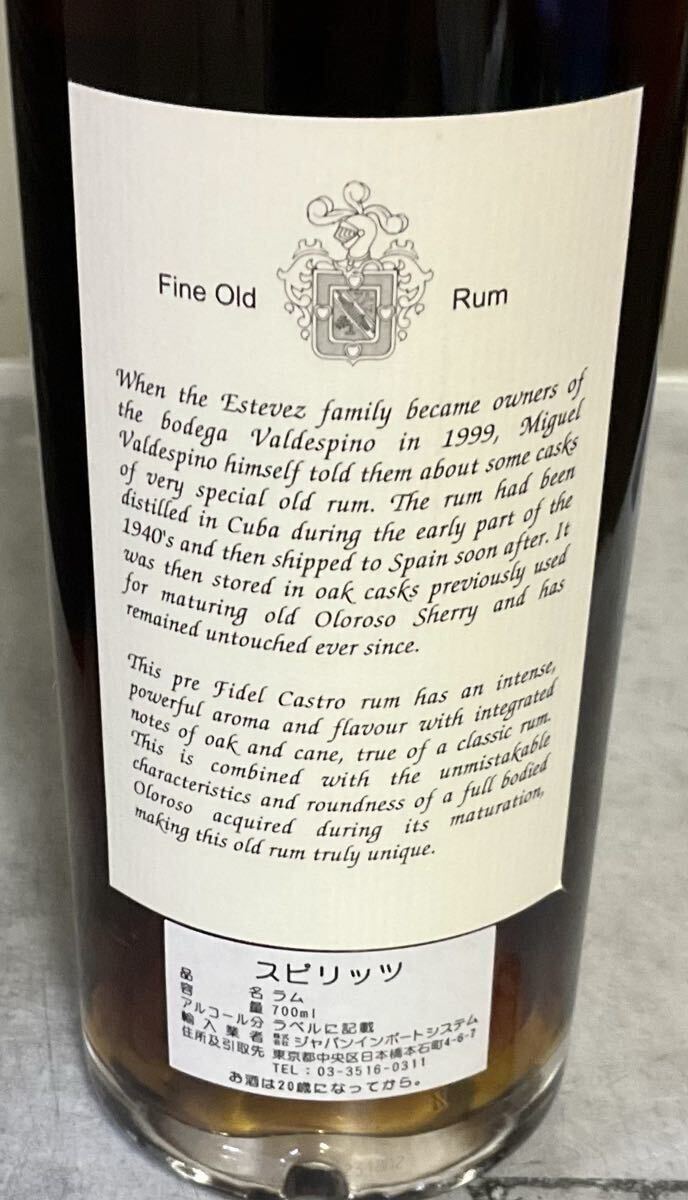 Fine Old Rum
When the Estevez family became owners of
the bodega Valdespino in 1999, Miguel
Valdespino himself told them about some casks
of very special old rum. The rum had been
distilled in Cuba during the early part of the
1940's and then shipped to Spain soon after. It
was then stored in oak casks previously used
for maturing old Oloroso Sherry and has
remained untouched ever since.
This pre Fidel Castro rum has an intense,
powerful aroma and flavour with integrated
notes of oak and cane, true of a classic rum.
This is combined with the unmistakable
characteristics and roundness of a full bodied
Oloroso acquired during its maturation,
making this old rum truly unique.
スピリッツ
品名 ラム
容量 700ml
アルコール分 ラベルに記載
輸入業者 株式会社 ジャパンインポートシステム
住所及引取先 東京都中央区日本橋本石町4-6-7
TEL：03-3516-0311
お酒は20歳になってから。